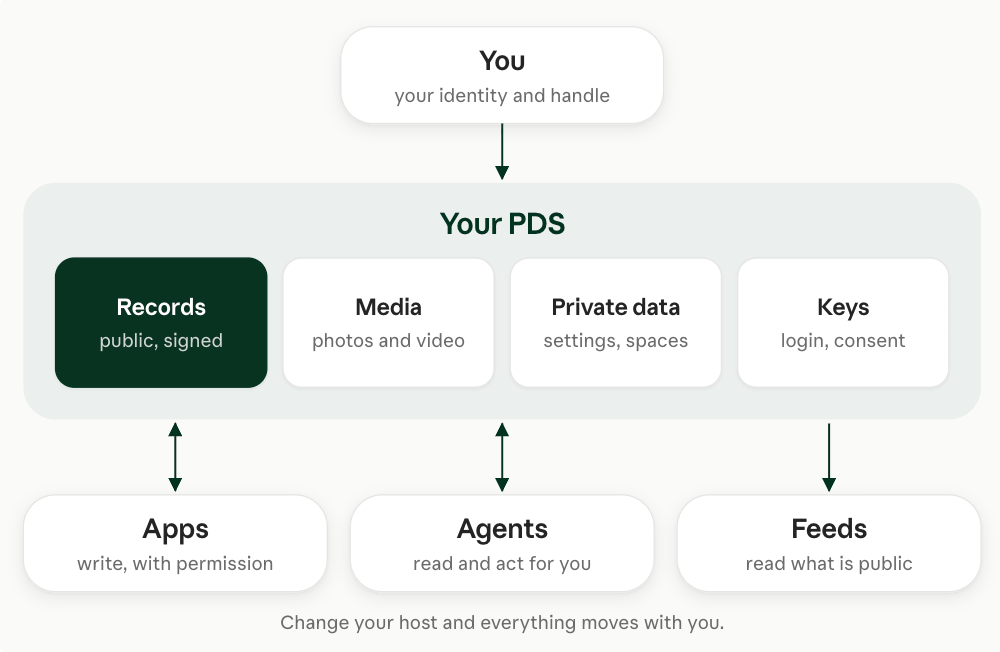 You
your identity and handle
Your PDS
Records
public, signed
Media
photos and video
Private data
settings, spaces
Keys
login, consent
Apps
write, with permission
Agents
read and act for you
Feeds
read what is public
Change your host and everything moves with you.